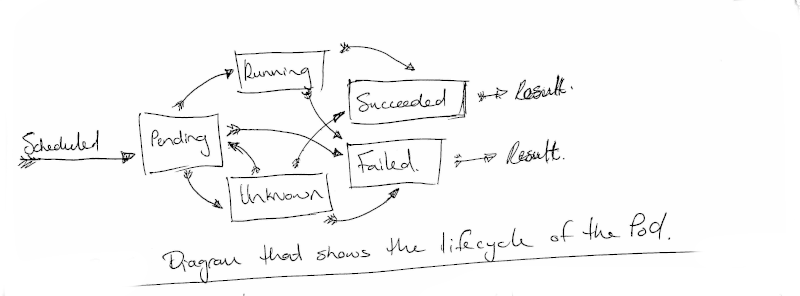 Running
Succeeded
Result.
Scheduled
Pending
Failed.
Result.
Unknown
Diagram that shows the lifecycle of the Pod.